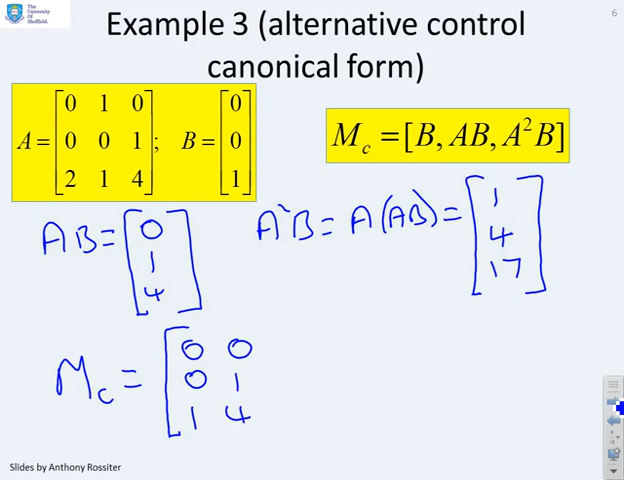 The University Of Sheffield.
6
Example 3 (alternative control
canonical form)
A = [0 1 0; 0 0 1; 2 1 4]; B = [0; 0; 1]
M_c = [B, AB, A²B]
AB = [0; 1; 4]
A²B = A(AB) = [1; 4; 17]
M_c = [0 0; 0 1; 1 4
Slides by Anthony Rossiter